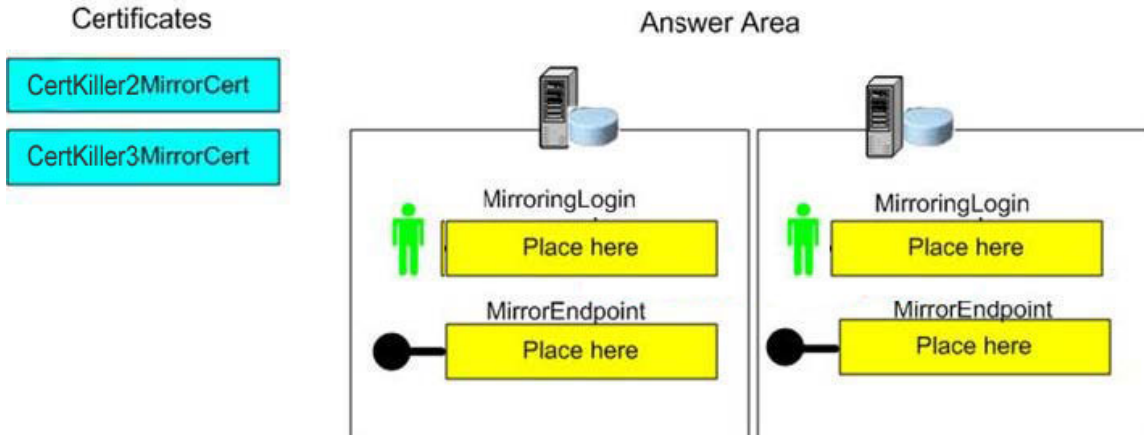 Certificates
CertKiller2MirrorCert
CertKiller3MirrorCert
Answer Area
MirroringLogin
Place here
MirrorEndpoint
Place here
MirroringLogin
Place here
MirrorEndpoint
Place here